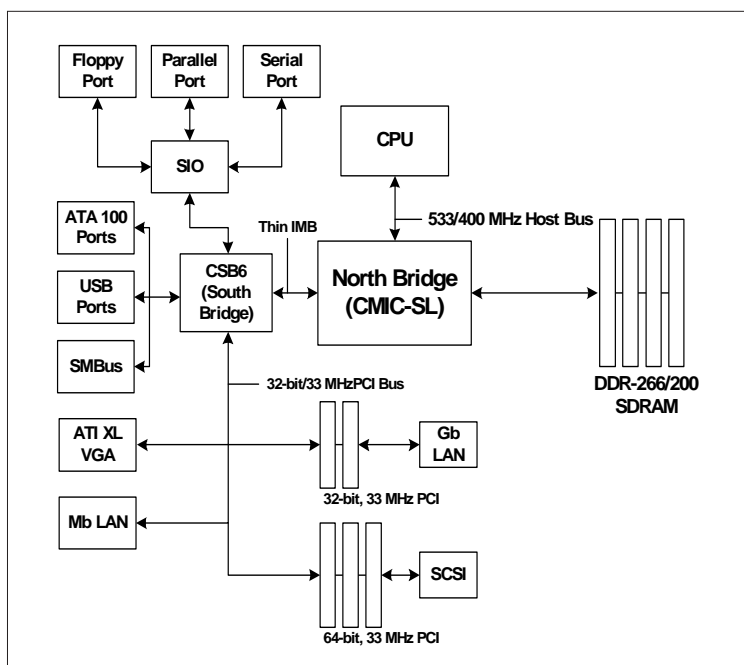 Floppy
Port
Parallel
Port
Serial
Port
SIO
CPU
ATA 100
Ports
Thin IMB
533/400 MHz Host Bus
USB
Ports
CSB6
(South
Bridge)
North Bridge
(CMIC-SL)
SMBus
DDR-266/200
SDRAM
32-bit/33 MHzPCI Bus
ATI XL
VGA
Gb
LAN
32-bit, 33 MHz PCI
Mb LAN
SCSI
64-bit, 33 MHz PCI